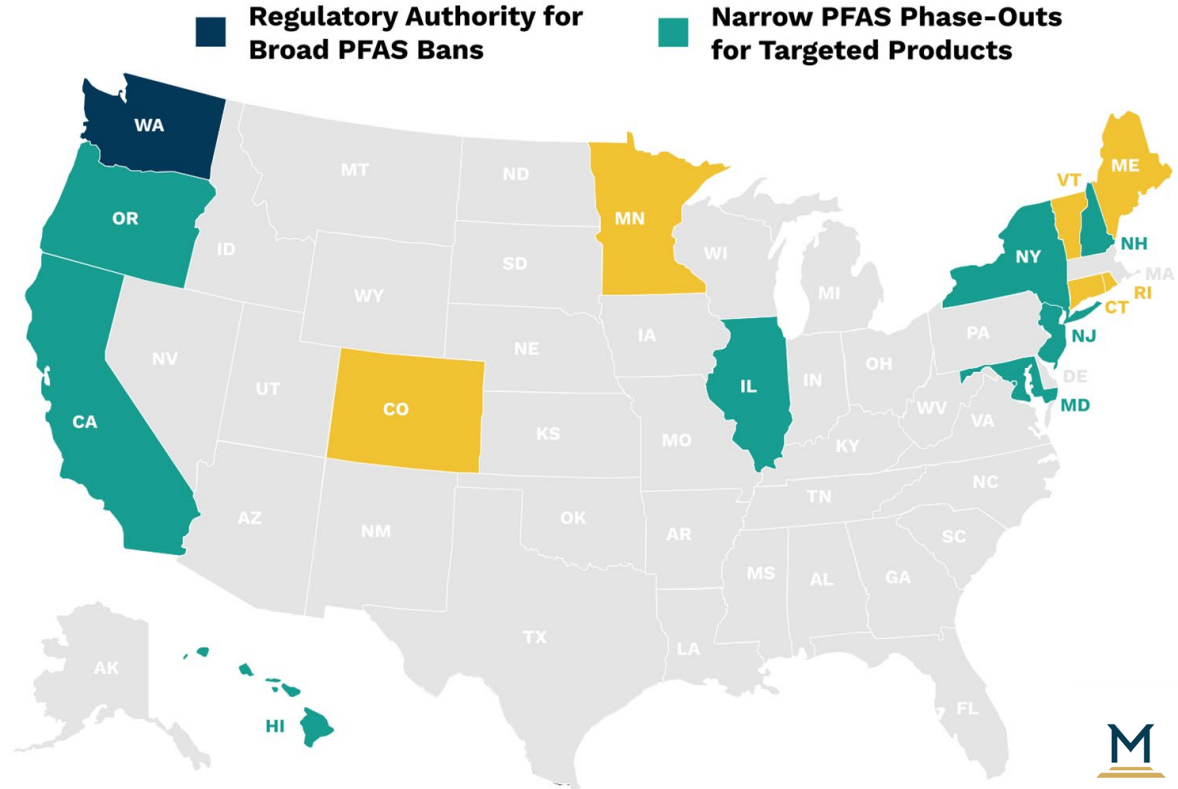 Regulatory Authority for
Broad PFAS Bans
Narrow PFAS Phase-Outs
for Targeted Products
WA
MT
ND
MN
ME
VT
OR
ID
SD
WI
NY
NH
MA
WY
MI
RI
CT
IA
PA
NJ
NE
NV
UT
CO
IL
IN
OH
DE
MD
CA
KS
MO
WV
VA
KY
NC
TN
AZ
NM
OK
AR
SC
MS
AL
GA
TX
LA
AK
FL
HI
M